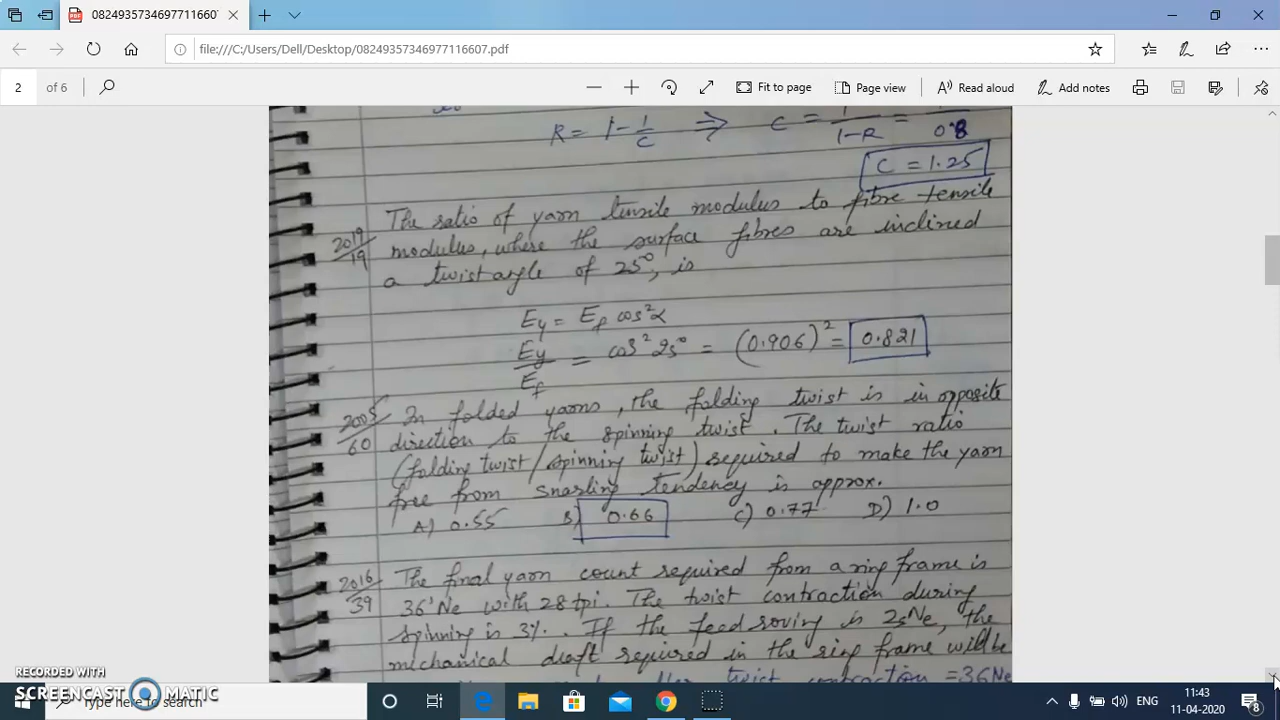 08249357346977116607
file:///C:/Users/Dell/Desktop/08249357346977116607.pdf
2 of 6
Fit to page
Page view
Read aloud
Add notes
R = 1 - 1/C ⇒ C = 1/(1-R) = 1/0.8
C = 1.25
2019/19
The ratio of yarn tensile modulus to fibre tensile
modulus, where the surface fibres are inclined
a twist angle of 25°, is
Ey = Ef cos²α
Ey/Ef = cos² 25° = (0.906)² = 0.821
2005/60
In folded yarns, the folding twist is in opposite
direction to the spinning twist. The twist ratio
(folding twist / spinning twist) required to make the yarn
free from snarling tendency is approx.
A) 0.55 B) 0.66 C) 0.77 D) 1.0
2016/39
The final yarn count required from a ring frame is
36'Ne with 28 tpi. The twist contraction during
spinning is 3%. If the feed roving is 2sNe, the
mechanical draft required in the ring frame will be
twist contraction = 36Ne
RECORDED WITH
SCREENCAST MATIC
Type here to search
ENG
11:43
11-04-2020
8